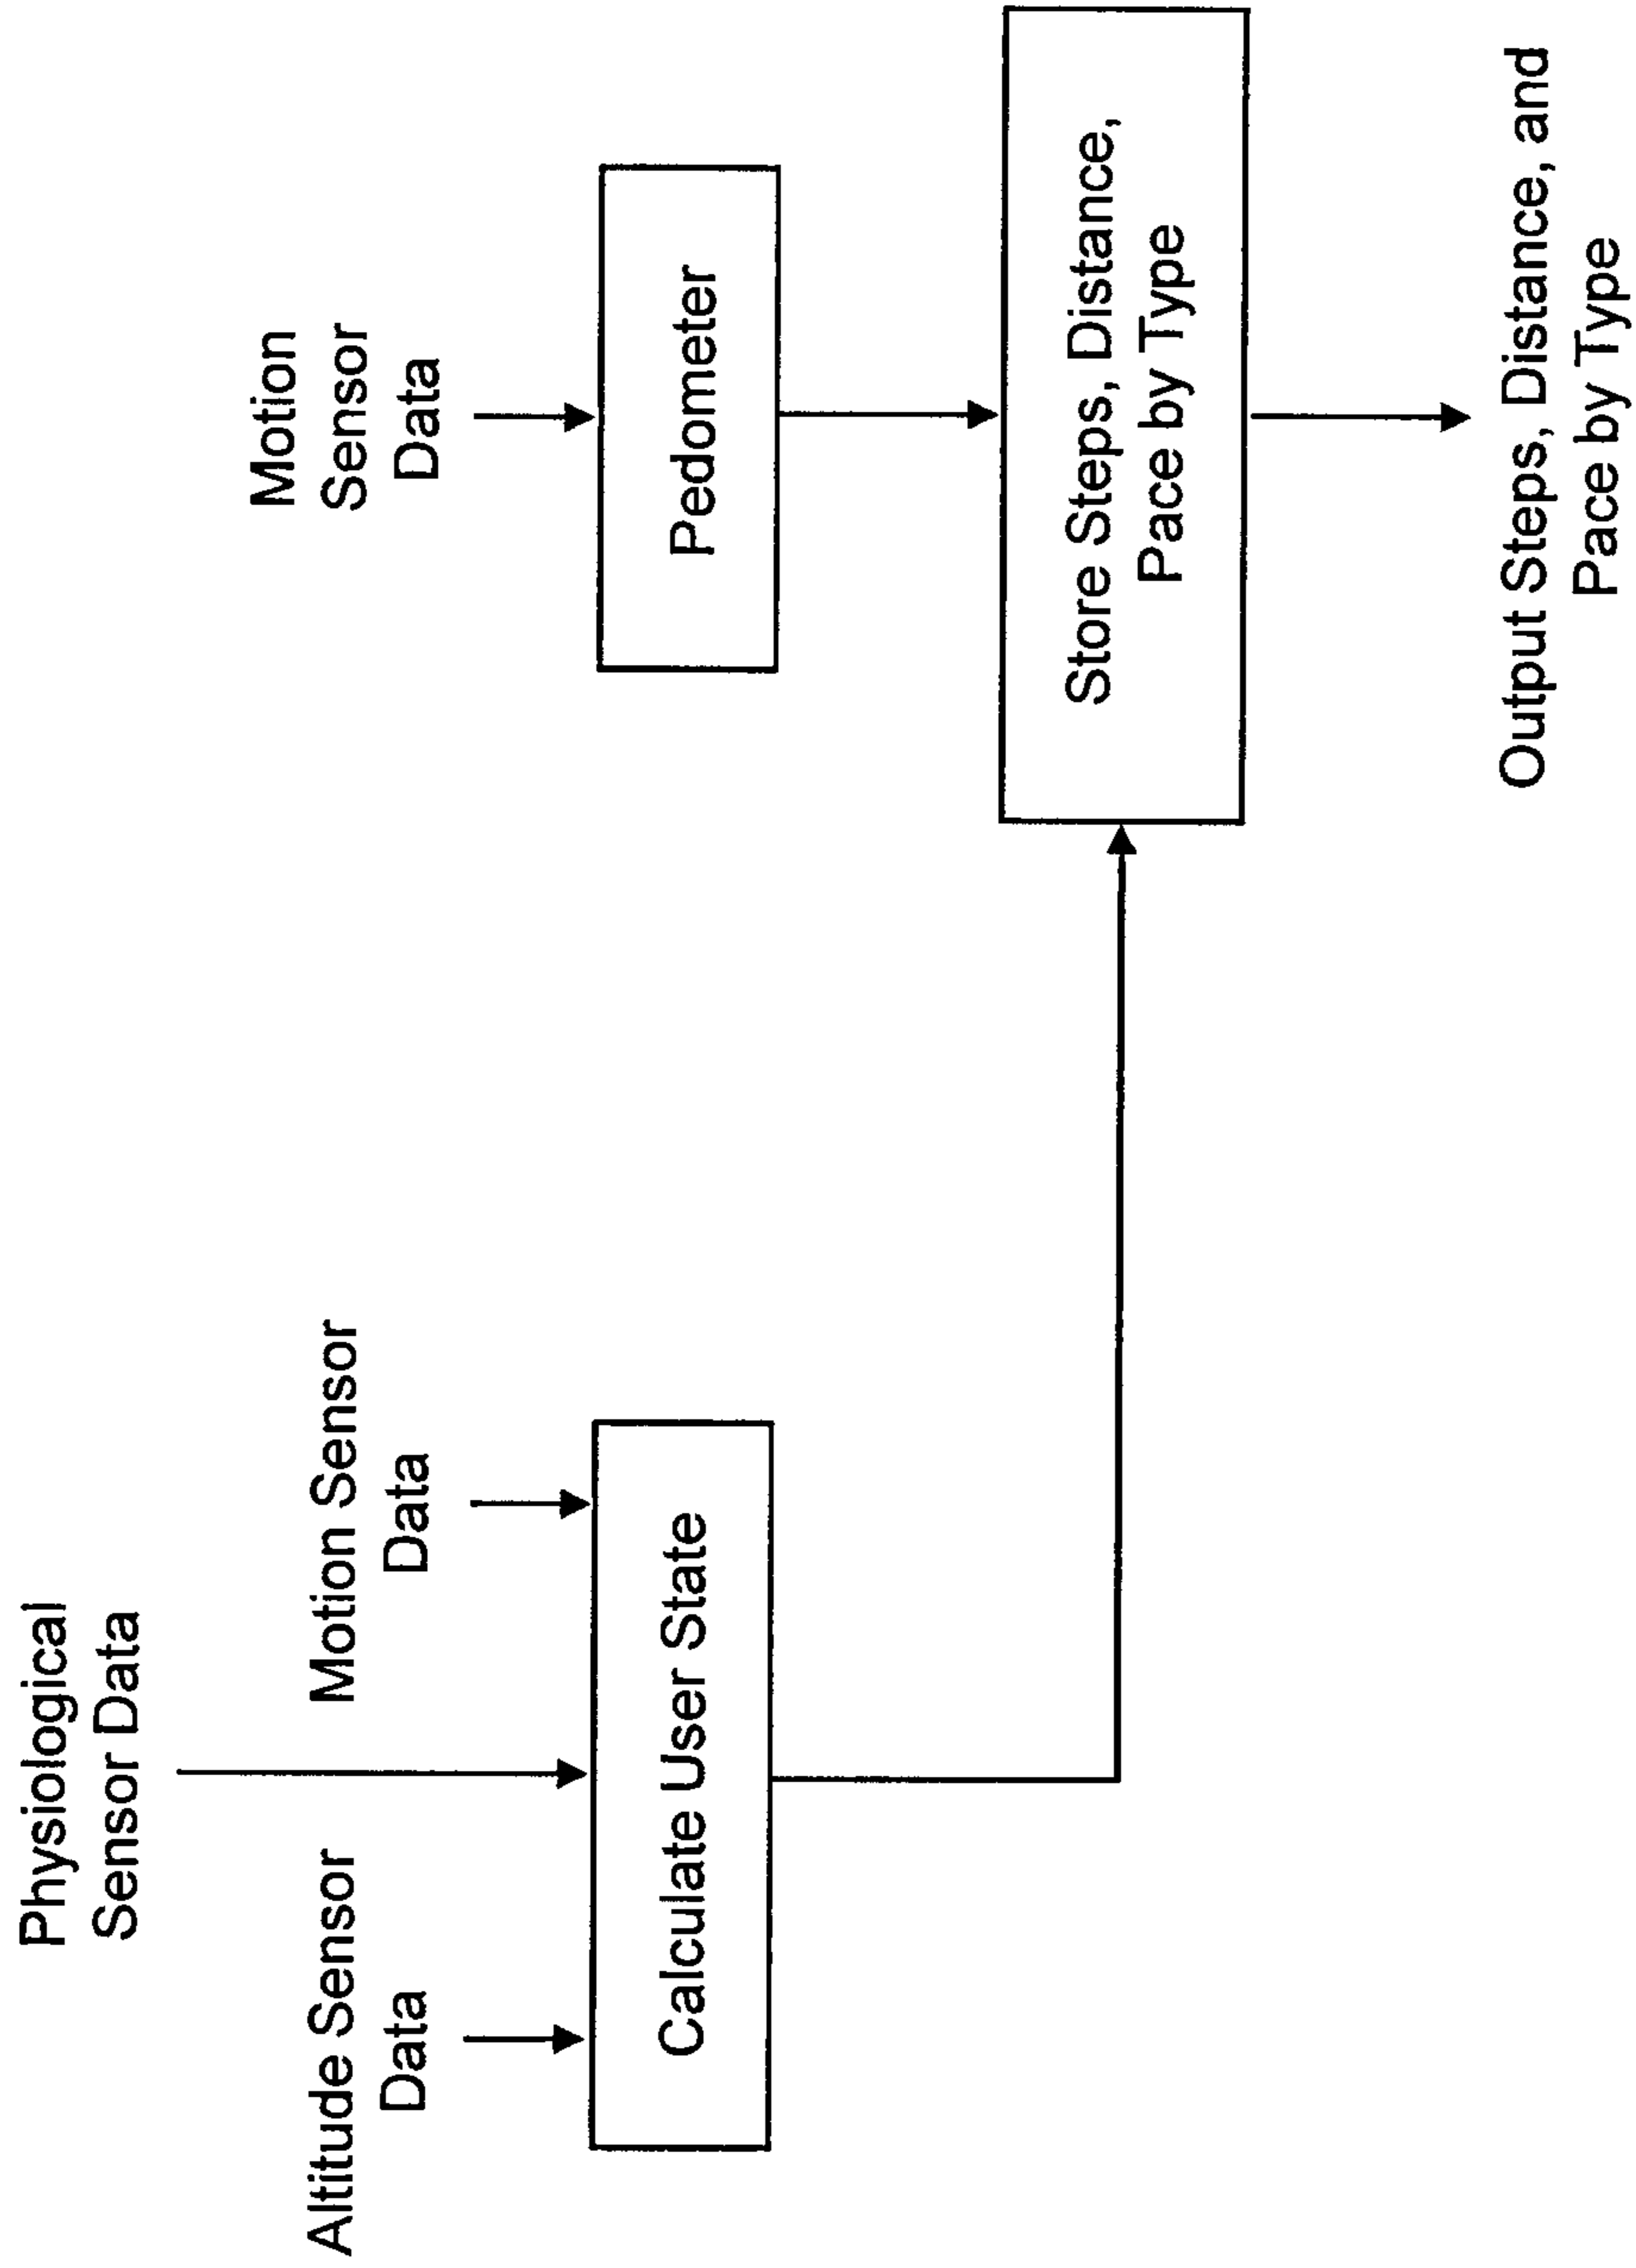 Physiological
Sensor Data
Altitude Sensor
Data
Motion Sensor
Data
Calculate User State
Motion
Sensor
Data
Pedometer
Store Steps, Distance,
Pace by Type
Output Steps, Distance, and
Pace by Type